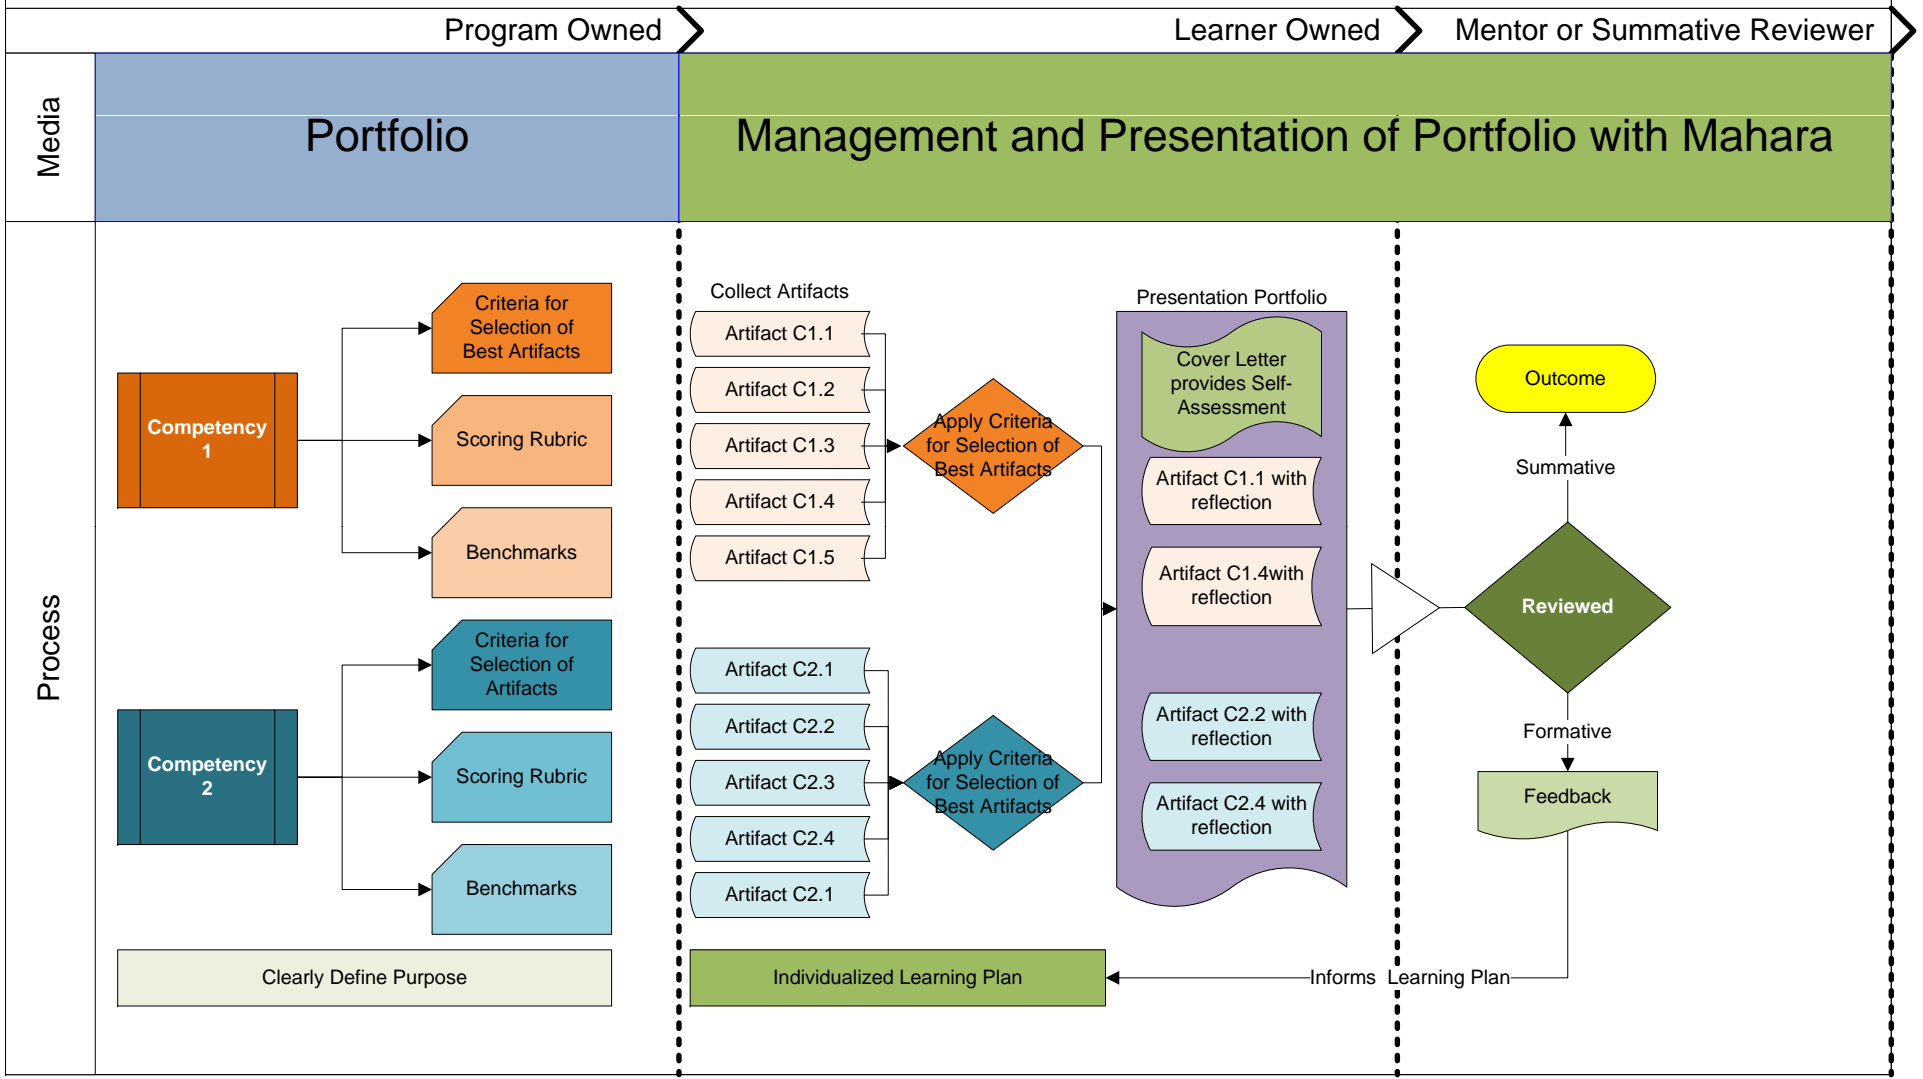 Program Owned
Learner Owned
Mentor or Summative Reviewer
Media
Portfolio
Management and Presentation of Portfolio with Mahara
Process
Competency
1
Criteria for
Selection of
Best Artifacts
Scoring Rubric
Benchmarks
Competency
2
Criteria for
Selection of
Artifacts
Scoring Rubric
Benchmarks
Clearly Define Purpose
Collect Artifacts
Artifact C1.1
Artifact C1.2
Artifact C1.3
Artifact C1.4
Artifact C1.5
Apply Criteria
for Selection of
Best Artifacts
Artifact C2.1
Artifact C2.2
Artifact C2.3
Artifact C2.4
Artifact C2.1
Apply Criteria
for Selection of
Best Artifacts
Individualized Learning Plan
Presentation Portfolio
Cover Letter
provides Self-
Assessment
Artifact C1.1 with
reflection
Artifact C1.4with
reflection
Artifact C2.2 with
reflection
Artifact C2.4 with
reflection
Outcome
Summative
Reviewed
Formative
Feedback
Informs Learning Plan